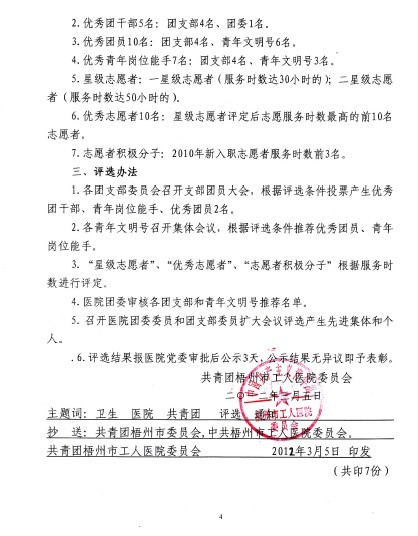 2.优秀团干部5名：团支部4名、团委1名。
3.优秀团员10名：团支部4名、青年文明号6名。
4.优秀青年岗位能手7名：团支部4名、青年文明号3名。
5.星级志愿者：一星级志愿者（服务时数达30小时的）；二星级志愿
者（服务时数达50小时的）。
6.优秀志愿者10名：星级志愿者评定后志愿服务时数最高的前10名
志愿者。
7.志愿者积极分子：2010年新入职志愿者服务时数前3名。
三、评选办法
1.各团支部委员会召开支部团员大会，根据评选条件投票产生优秀
团干部、青年岗位能手、优秀团员2名。
2.各青年文明号召开集体会议，根据评选条件推荐优秀团员、青年
岗位能手。
3.“星级志愿者”、“优秀志愿者”、“志愿者积极分子”根据服务时
数进行评定。
4.医院团委审核各团支部和青年文明号推荐名单。
5.召开医院团委委员和团支部委员扩大会议评选产生先进集体和个
人。
.6.评选结果报医院党委审批后公示3号，公示结果无异议即予表彰。
共青团梧州市工人医院委员会
二〇一二年三月五日
主题词：卫生 医院 共青团 评选 通知
抄 送：共青团梧州市委员会,中共梧州市工人医院委员会。
共青团梧州市工人医院委员会 2012年3月5日 印发
（共印7份）
4